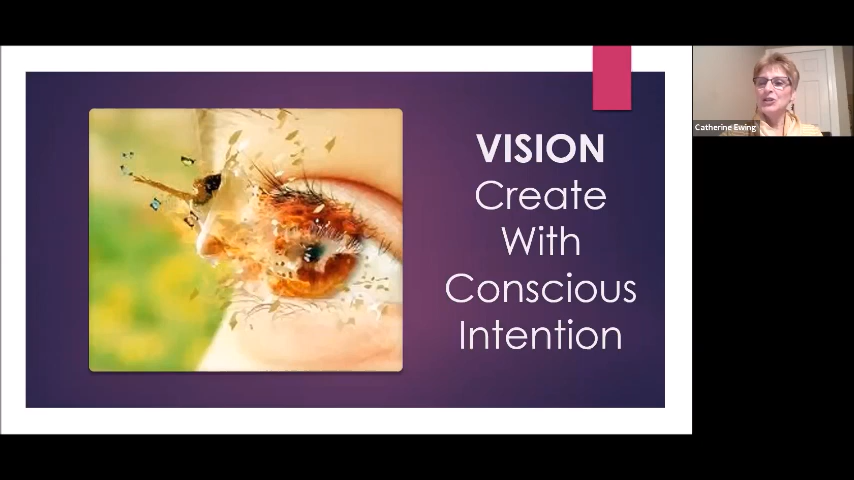 VISION
Create
With
Conscious
Intention
Catherine Ewing